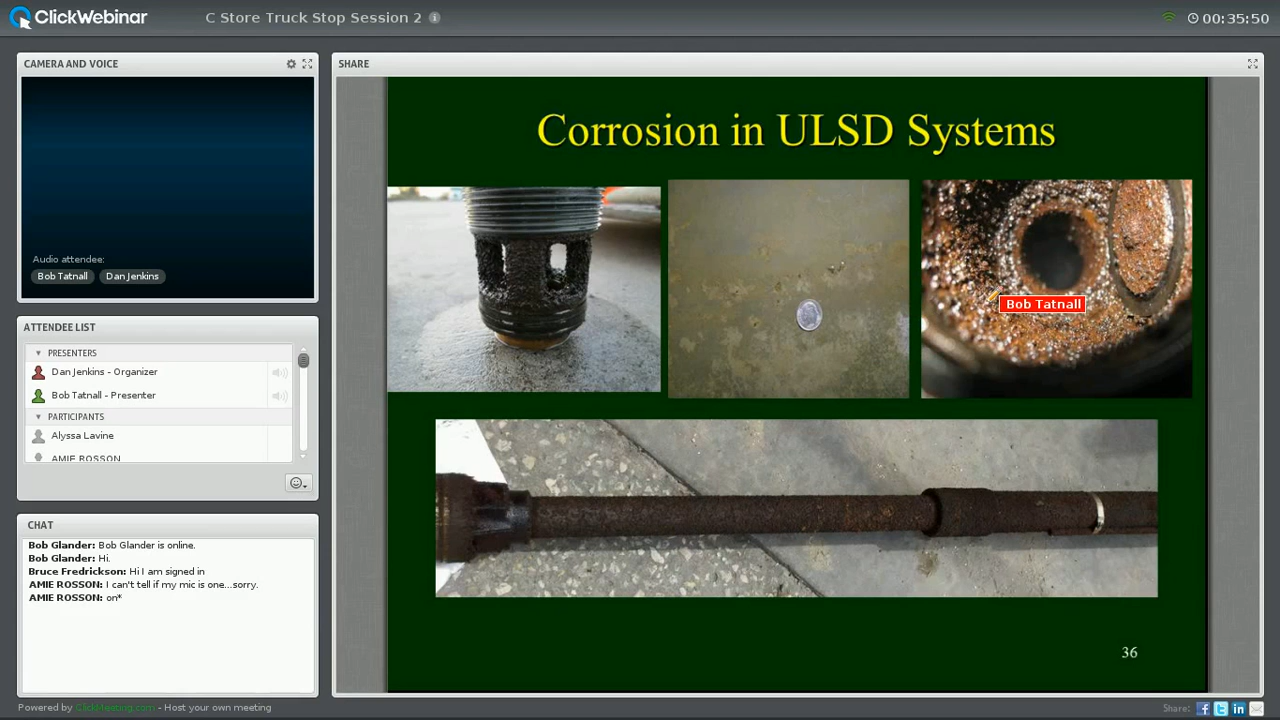 ClickWebinar
C Store Truck Stop Session 2
00:35:50
CAMERA AND VOICE
Audio attendee:
Bob Tatnall
Dan Jenkins
ATTENDEE LIST
PRESENTERS
Dan Jenkins - Organizer
Bob Tatnall - Presenter
PARTICIPANTS
Alyssa Lavine
AMIE ROSSON
CHAT
Bob Glander: Bob Glander is online.
Bob Glander: Hi.
Bruce Fredrickson: Hi I am signed in
AMIE ROSSON: I can't tell if my mic is one...sorry.
AMIE ROSSON: on*
SHARE
Corrosion in ULSD Systems
Bob Tatnall
36
Powered by ClickMeeting.com - Host your own meeting
Share: